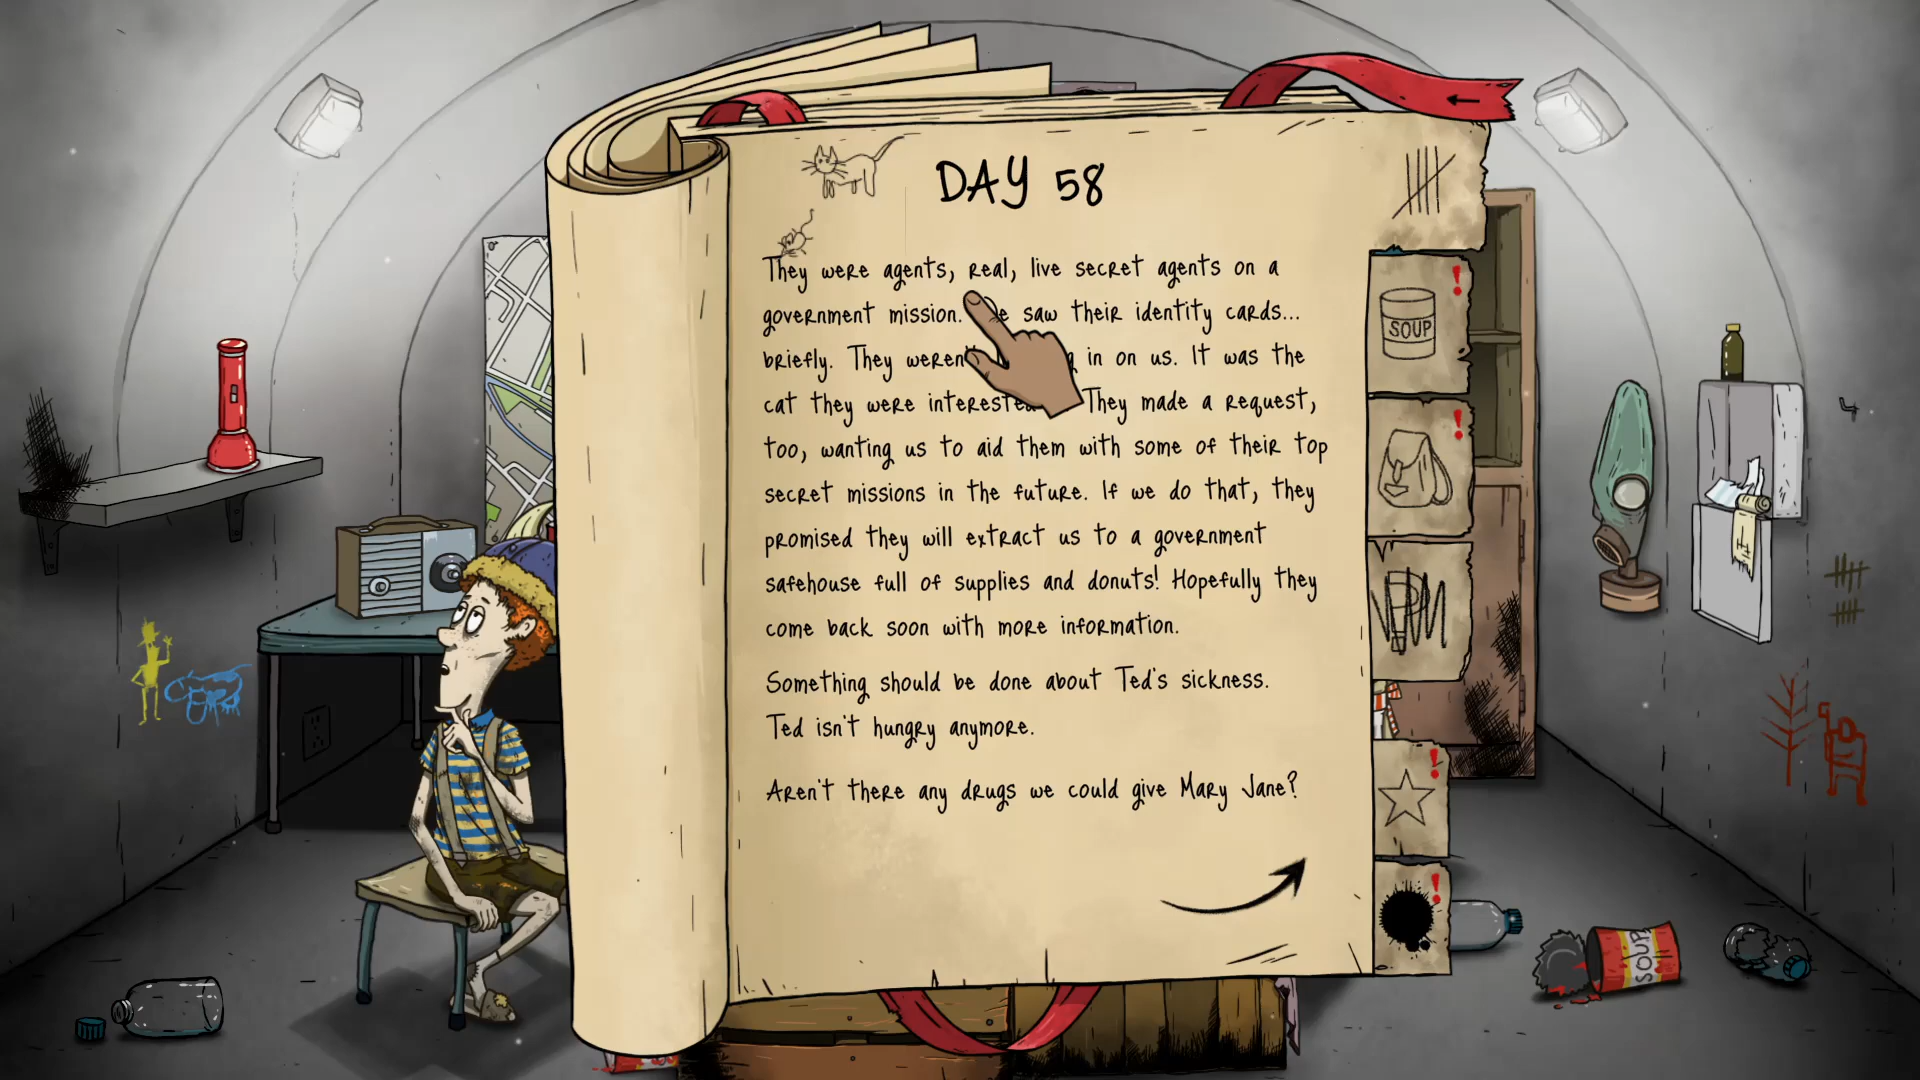 DAY 58
They were agents, real, live secret agents on a
government mission. saw their identity cards...
briefly. They weren't in on us. It was the
cat they were interested They made a request,
too, wanting us to aid them with some of their top
secret missions in the future. If we do that, they
promised they will extract us to a government
safehouse full of supplies and donuts! Hopefully they
come back soon with more information.
Something should be done about Ted's sickness.
Ted isn't hungry anymore.
Aren't there any drugs we could give Mary Jane?
SOUP
!
!
!
!
SOUP